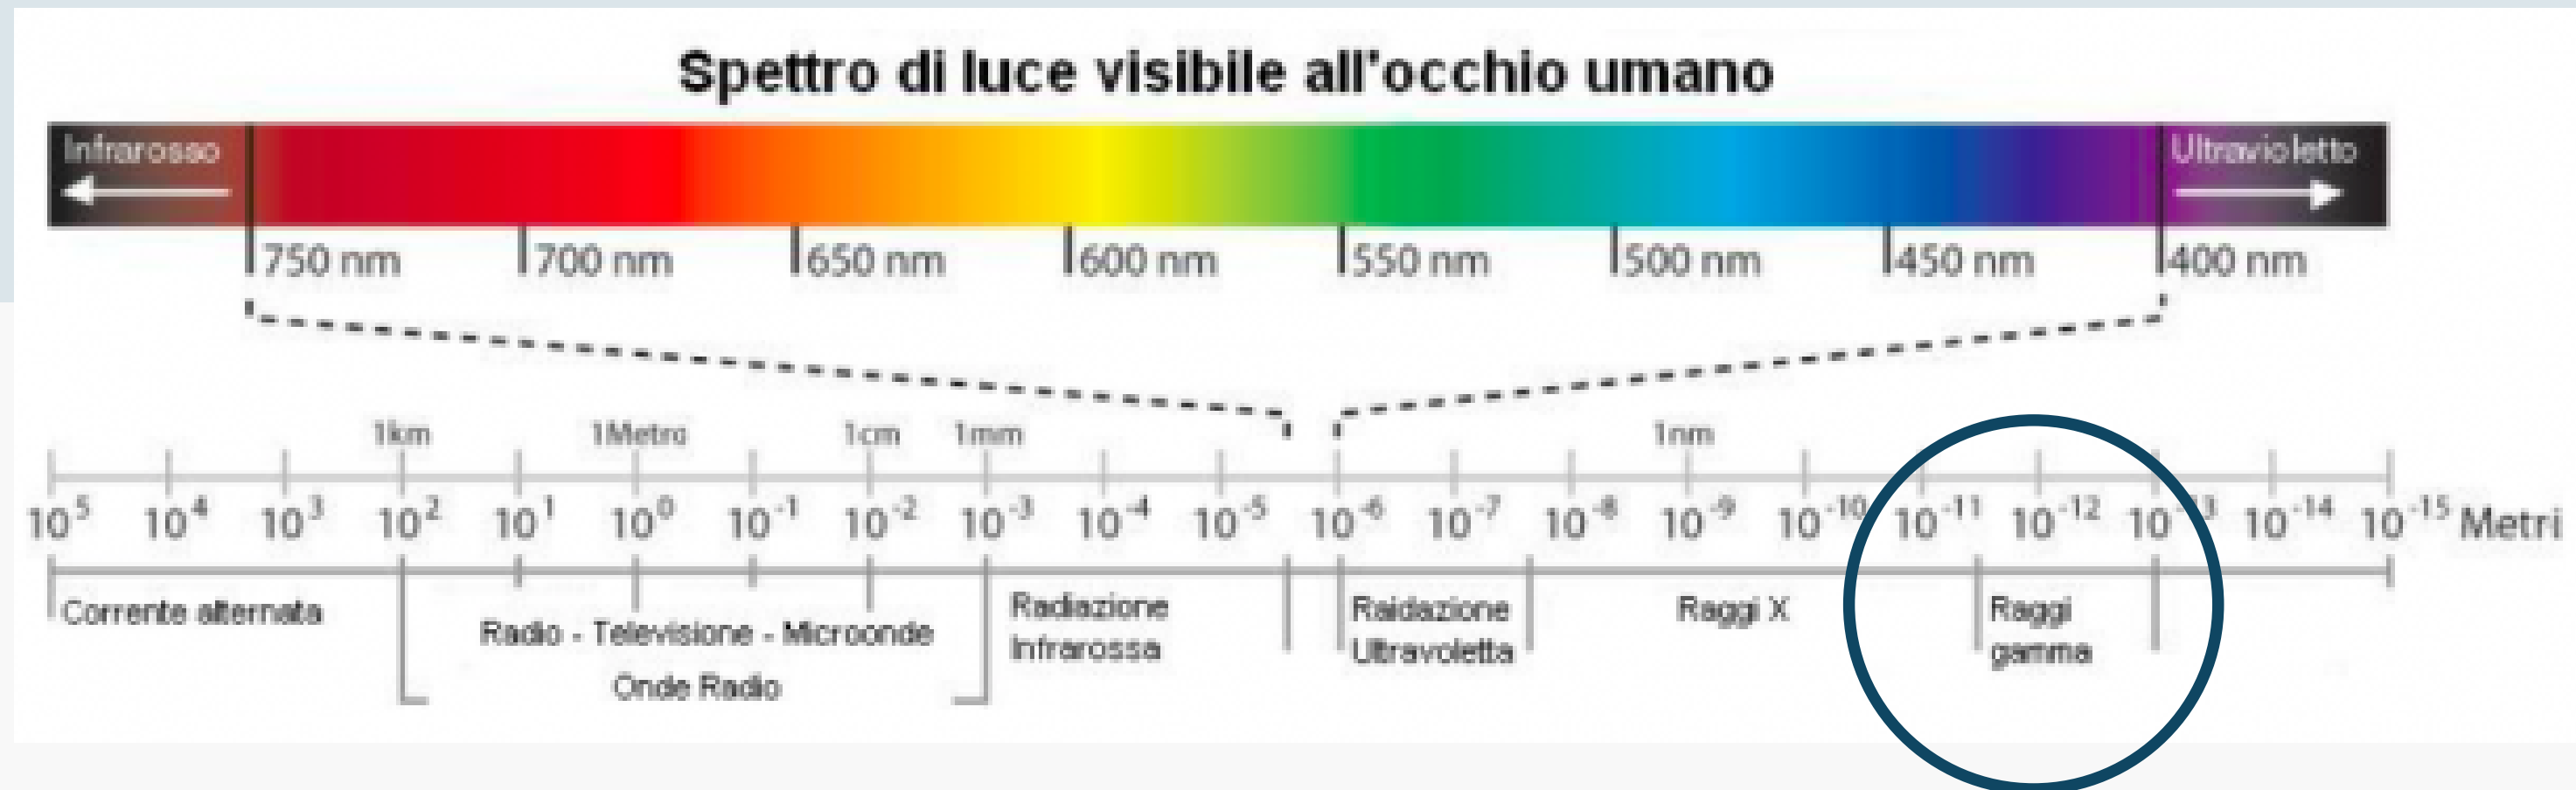 Spettro di luce visibile all'occhio umano
Infrarosso Ultravioletto
750 nm 700 nm 650 nm 600 nm 550 nm 500 nm 450 nm 400 nm
1km 1Metro 1cm 1mm 1nm
10⁵ 10⁴ 10³ 10² 10¹ 10⁰ 10⁻¹ 10⁻² 10⁻³ 10⁻⁴ 10⁻⁵ 10⁻⁶ 10⁻⁷ 10⁻⁸ 10⁻⁹ 10⁻¹⁰ 10⁻¹¹ 10⁻¹² 10⁻¹³ 10⁻¹⁴ 10⁻¹⁵ Metri
Corrente alternata
Radio - Televisione - Microonde
Onde Radio
Radiazione
Infrarossa
Raidazione
Ultravoletta
Raggi X
Raggi
gamma